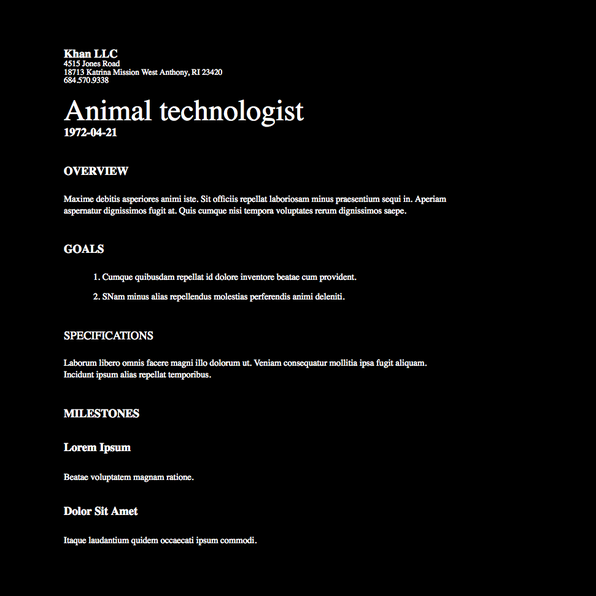 Khan LLC
4515 Jones Road
18713 Katrina Mission West Anthony, RI 23420
684.570.9338
Animal technologist
1972-04-21
OVERVIEW
Maxime debitis asperiores animi iste. Sit officiis repellat laboriosam minus praesentium sequi in. Aperiam
aspernatur dignissimos fugit at. Quis cumque nisi tempora voluptates rerum dignissimos saepe.
GOALS
1. Cumque quibusdam repellat id dolore inventore beatae cum provident.
2. SNam minus alias repellendus molestias perferendis animi deleniti.
SPECIFICATIONS
Laborum libero omnis facere magni illo dolorum ut. Veniam consequatur mollitia ipsa fugit aliquam.
Incidunt ipsum alias repellat temporibus.
MILESTONES
Lorem Ipsum
Beatae voluptatem magnam ratione.
Dolor Sit Amet
Itaque laudantium quidem occaecati ipsum commodi.